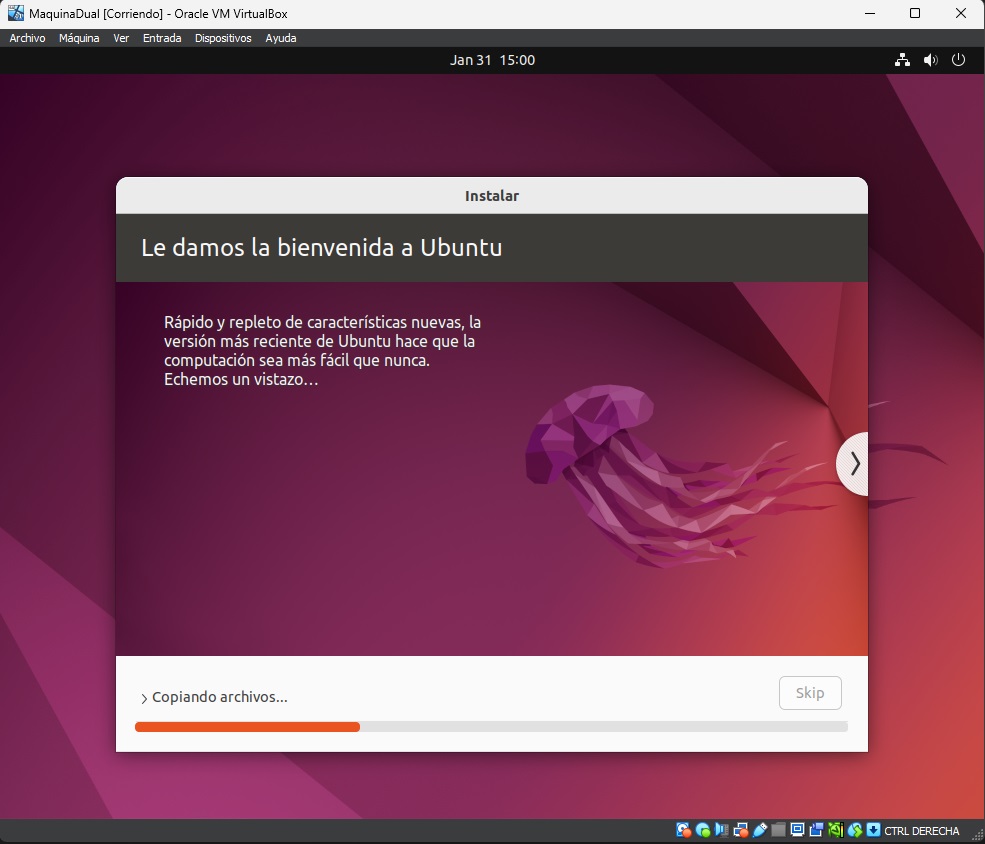 MaquinaDual [Corriendo] - Oracle VM VirtualBox
Archivo Máquina Ver Entrada Dispositivos Ayuda
Jan 31 15:00
Instalar
Le damos la bienvenida a Ubuntu
Rápido y repleto de características nuevas, la
versión más reciente de Ubuntu hace que la
computación sea más fácil que nunca.
Echemos un vistazo…
Copiando archivos...
Skip
CTRL DERECHA